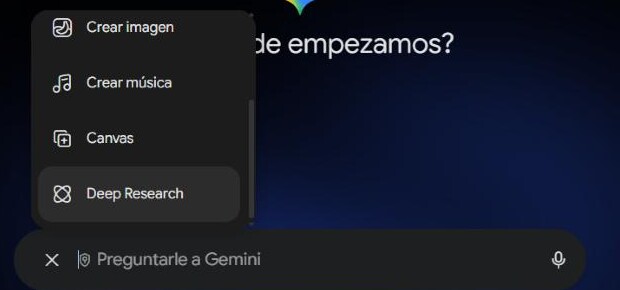 Crear imagen
de empezamos?
Crear música
Canvas
Deep Research
Preguntarle a Gemini